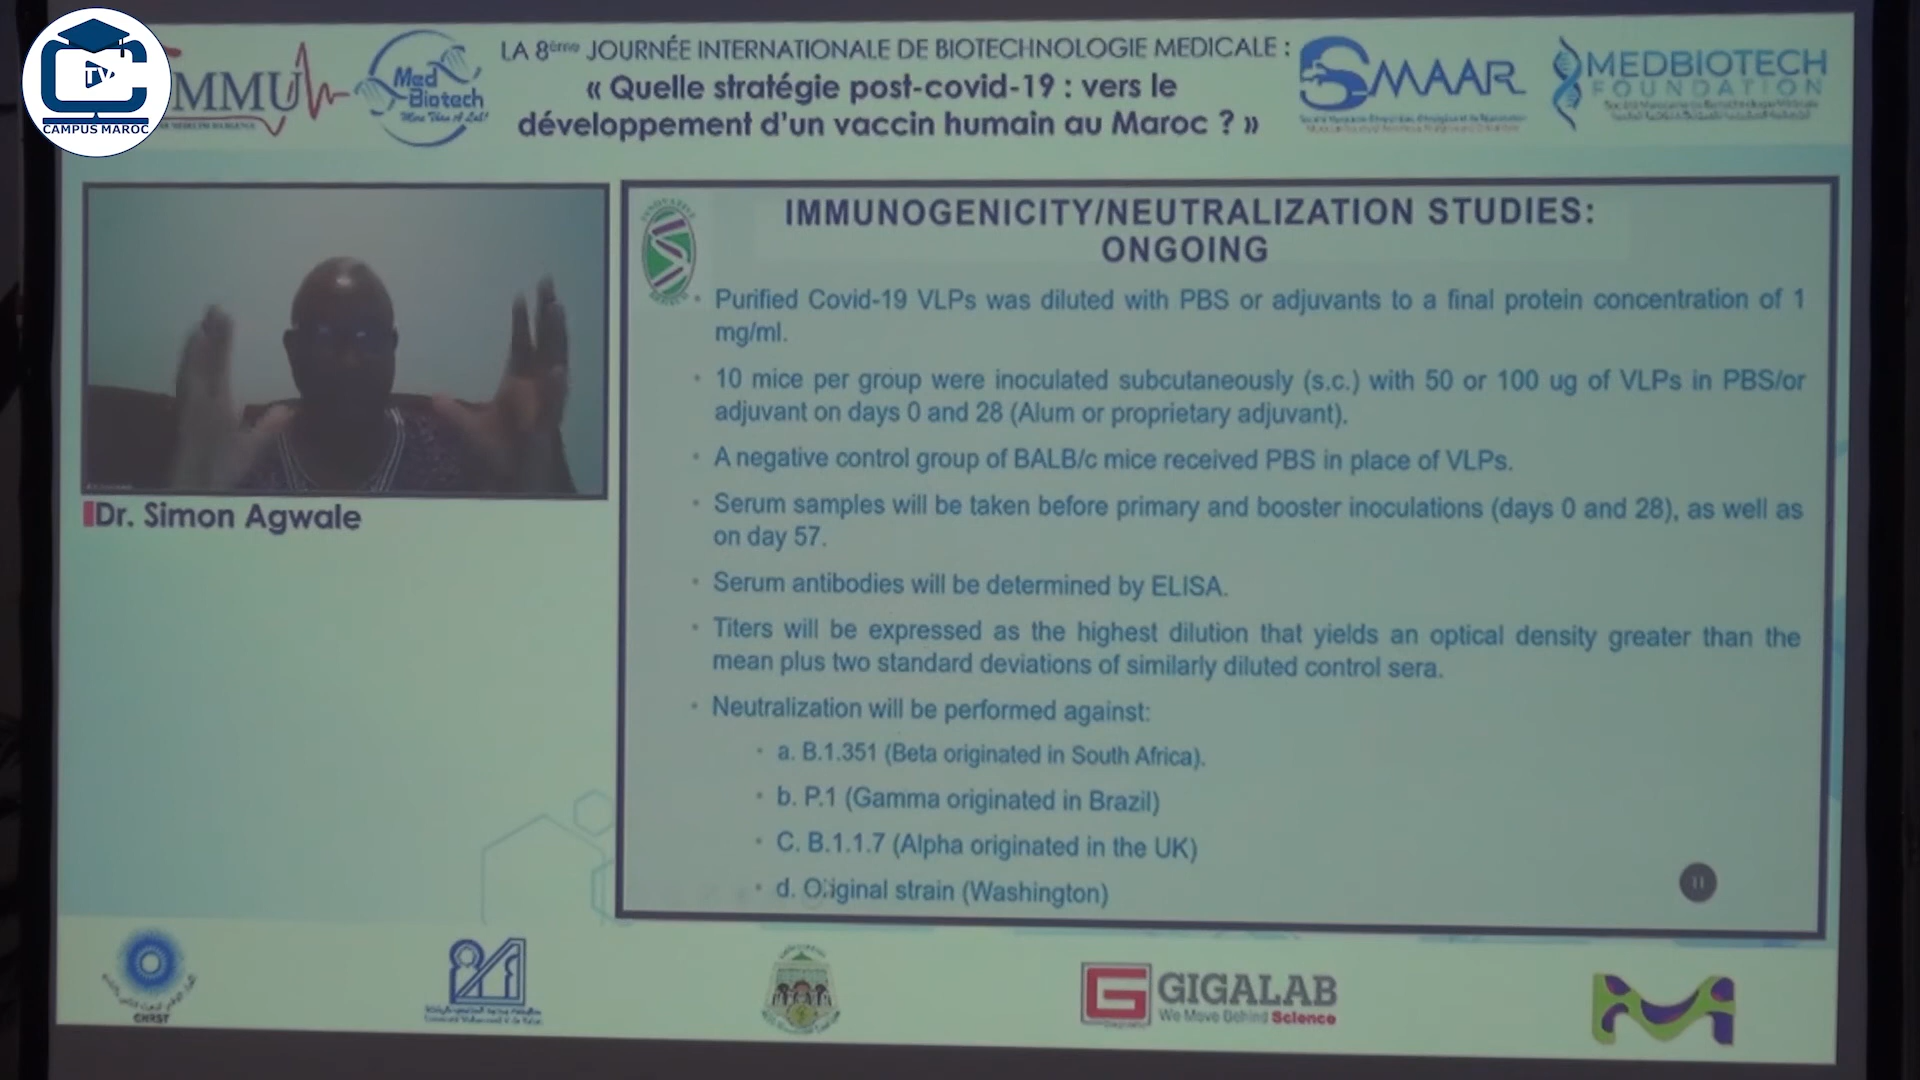 TV
CAMPUS MAROC
MMU
Med
Biotech
More Than A Lab!
LA 8ème JOURNÉE INTERNATIONALE DE BIOTECHNOLOGIE MEDICALE :
« Quelle stratégie post-covid-19 : vers le
développement d'un vaccin humain au Maroc ? »
SMAAR
MEDBIOTECH
FOUNDATION
IMMUNOGENICITY/NEUTRALIZATION STUDIES:
ONGOING
• Purified Covid-19 VLPs was diluted with PBS or adjuvants to a final protein concentration of 1
mg/ml.
• 10 mice per group were inoculated subcutaneously (s.c.) with 50 or 100 ug of VLPs in PBS/or
adjuvant on days 0 and 28 (Alum or proprietary adjuvant).
• A negative control group of BALB/c mice received PBS in place of VLPs.
• Serum samples will be taken before primary and booster inoculations (days 0 and 28), as well as
on day 57.
• Serum antibodies will be determined by ELISA.
• Titers will be expressed as the highest dilution that yields an optical density greater than the
mean plus two standard deviations of similarly diluted control sera.
• Neutralization will be performed against:
• a. B.1.351 (Beta originated in South Africa).
• b. P.1 (Gamma originated in Brazil)
• C. B.1.1.7 (Alpha originated in the UK)
• d. Original strain (Washington)
11
Dr. Simon Agwale
CNRST
GIGALAB
We Move Behind Science